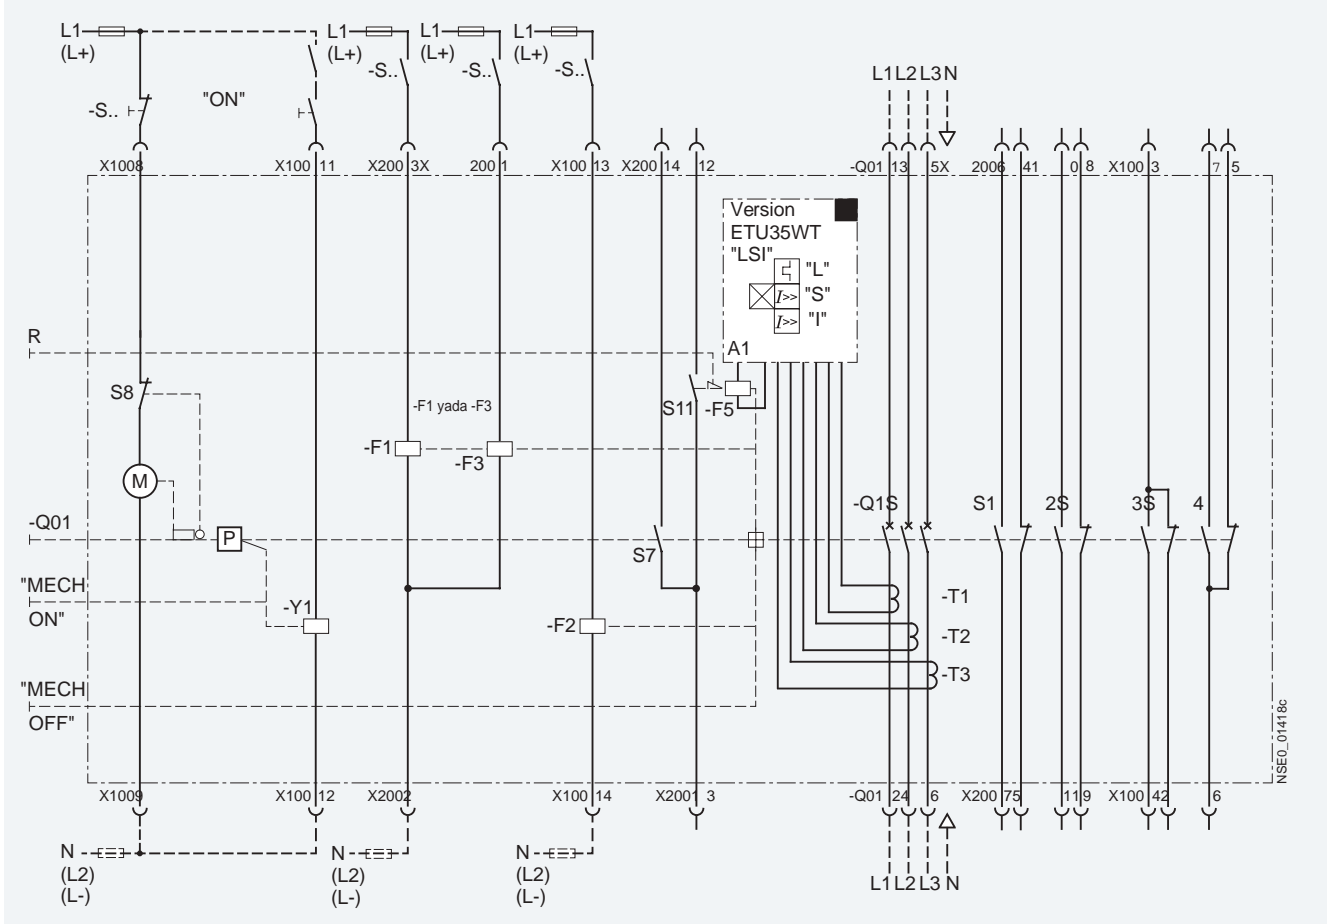 L1 L1 L1 L1
(L+) (L+) (L+) (L+)
-S.. -S.. -S..
L1 L2 L3 N
-S.. "ON"
X1008 X100 11 X200 3X 200 1 X100 13 X200 14 12 -Q01 13 5X 2006 41 0 8 X100 3 7 5
Version
ETU35WT
"LSI"
"L"
I>> "S"
I>> "I"
R
A1
S8
-F1 yada -F3
S11 -F5
-F1
-F3
M
-Q1S S1 2S 3S 4
-Q01
P
S7
"MECH
ON"
-Y1
-F2
-T1
-T2
-T3
"MECH
OFF"
NSE0_01418c
X1009 X100 12 X2002 X100 14 X2001 3 -Q01 24 6 X200 75 119 X100 42 6
N N N
(L2) (L2) (L2)
(L-) (L-) (L-)
L1 L2 L3 N